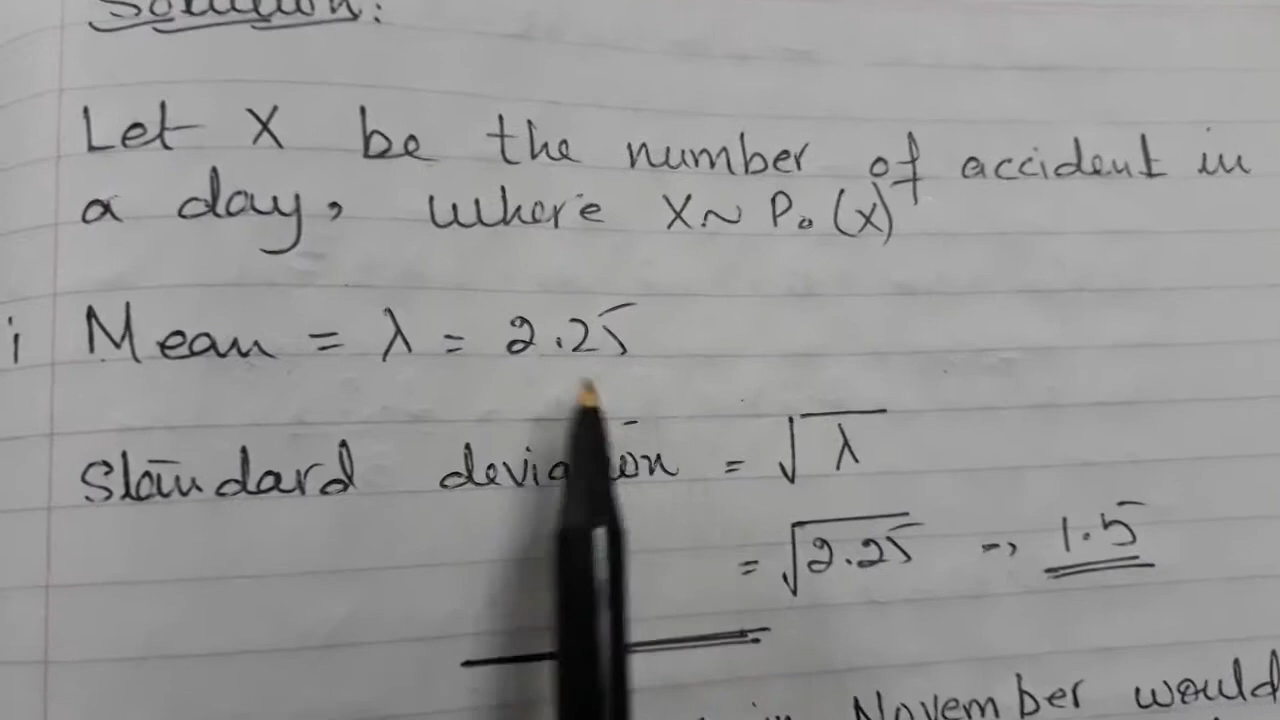 Solution:
Let X be the number of accident in
a day, where X~ Po (x)
i Mean = λ = 2.25
Standard deviation = √λ
= √2.25 → 1.5
in November would